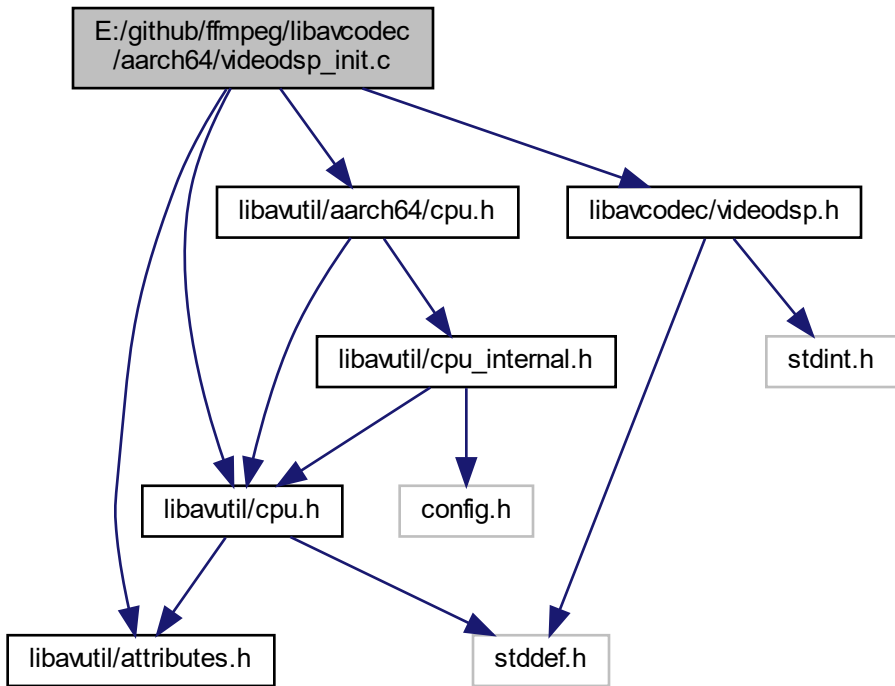 E:/github/ffmpeg/libavcodec
/aarch64/videodsp_init.c
libavutil/aarch64/cpu.h
libavcodec/videodsp.h
libavutil/cpu_internal.h
stdint.h
libavutil/cpu.h
config.h
libavutil/attributes.h
stddef.h